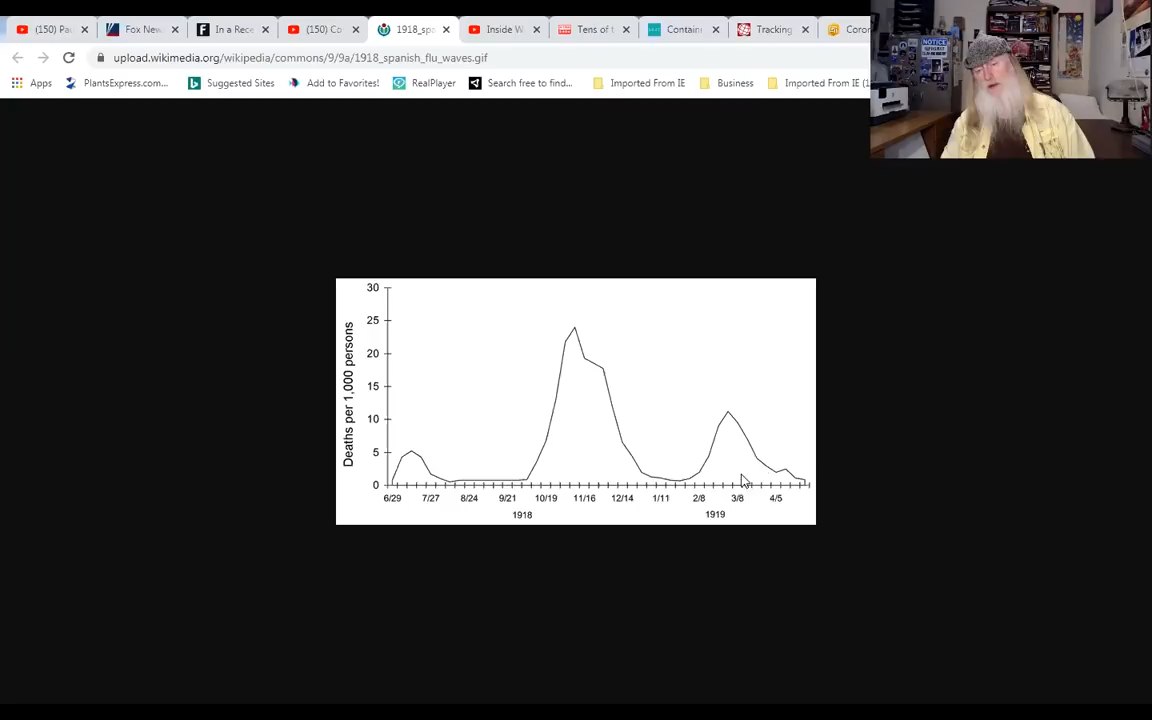 (150) Pa
Fox New
In a Rece
(150) Co
1918_spa
Inside W
Tens of t
Contain
Tracking
Coron
upload.wikimedia.org/wikipedia/commons/9/9a/1918_spanish_flu_waves.gif
Apps
PlantsExpress.com...
Suggested Sites
Add to Favorites!
RealPlayer
Search free to find...
Imported From IE
Business
Imported From IE (1
NOTICE
30
25
20
15
10
5
0
Deaths per 1,000 persons
6/29 7/27 8/24 9/21 10/19 11/16 12/14 1/11 2/8 3/8 4/5
1918 1919